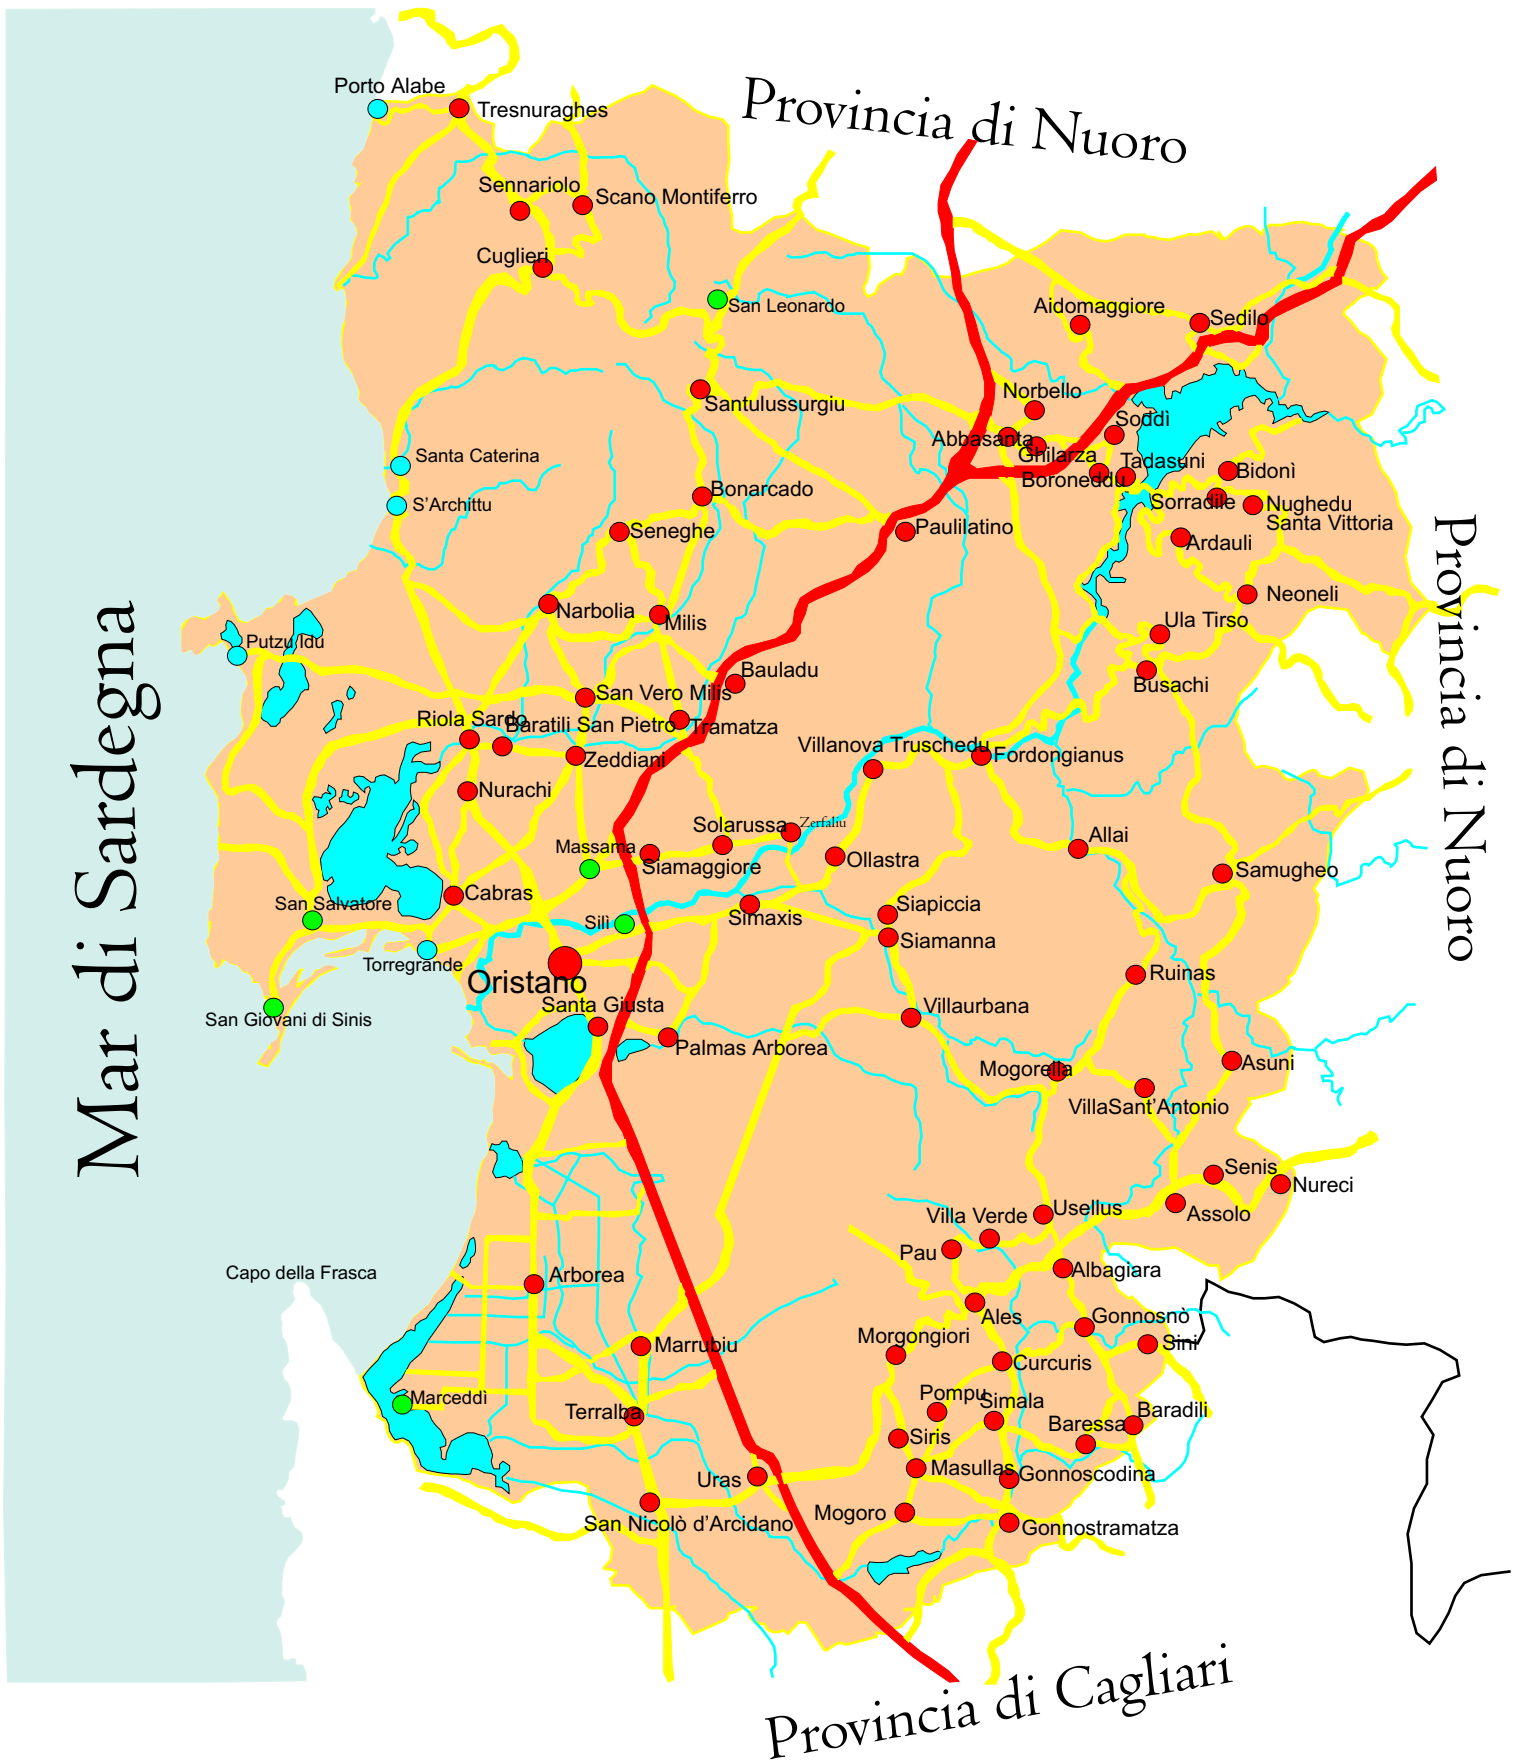 Porto Alabe
Tresnuraghes
Provincia di Nuoro
Sennariolo
Scano Montiferro
Cuglieri
San Leonardo
Aidomaggiore
Sedilo
Norbello
Santulussurgiu
Soddì
Abbasanta
Ghilarza
Santa Caterina
Tadasuni
Bidonì
Boroneddu
Bonarcado
S'Archittu
Sorradile
Nughedu
Santa Vittoria
Seneghe
Paulilatino
Ardauli
Neoneli
Narbolia
Milis
Ula Tirso
Putzu Idu
Bauladu
Busachi
San Vero Milis
Riola Sardo
Baratili San Pietro
Tramatza
Villanova Truschedu
Fordongianus
Zeddiani
Nurachi
Provincia di Nuoro
Mar di Sardegna
Solarussa
Zerfaliu
Allai
Massama
Siamaggiore
Ollastra
Samugheo
Cabras
San Salvatore
Siapiccia
Silì
Simaxis
Siamanna
Torregrande
Ruinas
Oristano
Santa Giusta
Villaurbana
San Giovani di Sinis
Palmas Arborea
Mogorella
Asuni
VillaSant'Antonio
Senis
Nureci
Usellus
Villa Verde
Assolo
Pau
Capo della Frasca
Arborea
Albagiara
Ales
Gonnosnò
Morgongiori
Sini
Marrubiu
Curcuris
Marceddì
Pompu
Simala
Terralba
Baressa
Baradili
Siris
Masullas
Gonnoscodina
Uras
Mogoro
San Nicolò d'Arcidano
Gonnostramatza
Provincia di Cagliari